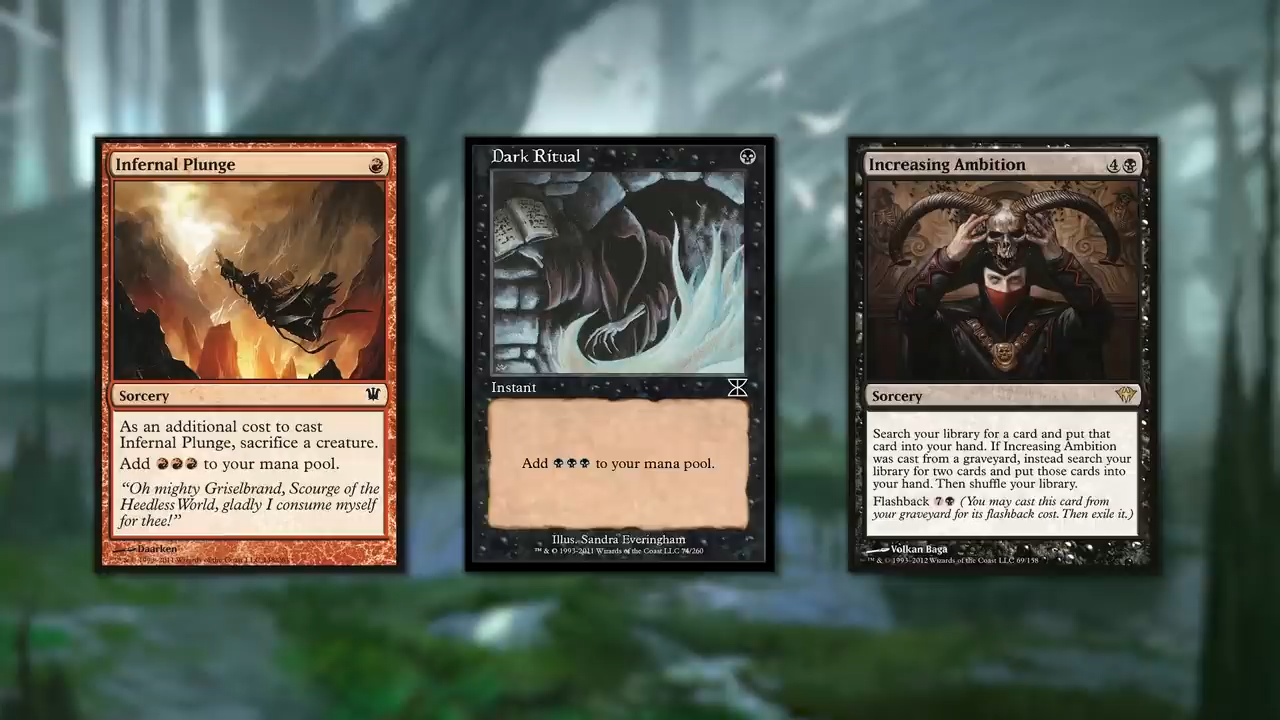 Infernal Plunge
Sorcery
As an additional cost to cast
Infernal Plunge, sacrifice a creature.
Add to your mana pool.
“Oh mighty Griselbrand, Scourge of the
Heedless World, gladly I consume myself
for thee!”
Daarken
Dark Ritual
Instant
Add to your mana pool.
Illus. Sandra Everingham
™ & © 1993-2011 Wizards of the Coast LLC 74/260
Increasing Ambition 4
Sorcery
Search your library for a card and put that
card into your hand. If Increasing Ambition
was cast from a graveyard, instead search your
library for two cards and put those cards into
your hand. Then shuffle your library.
Flashback 7 (You may cast this card from
your graveyard for its flashback cost. Then exile it.)
Volkan Baga
™ & © 1993-2012 Wizards of the Coast LLC 69/158